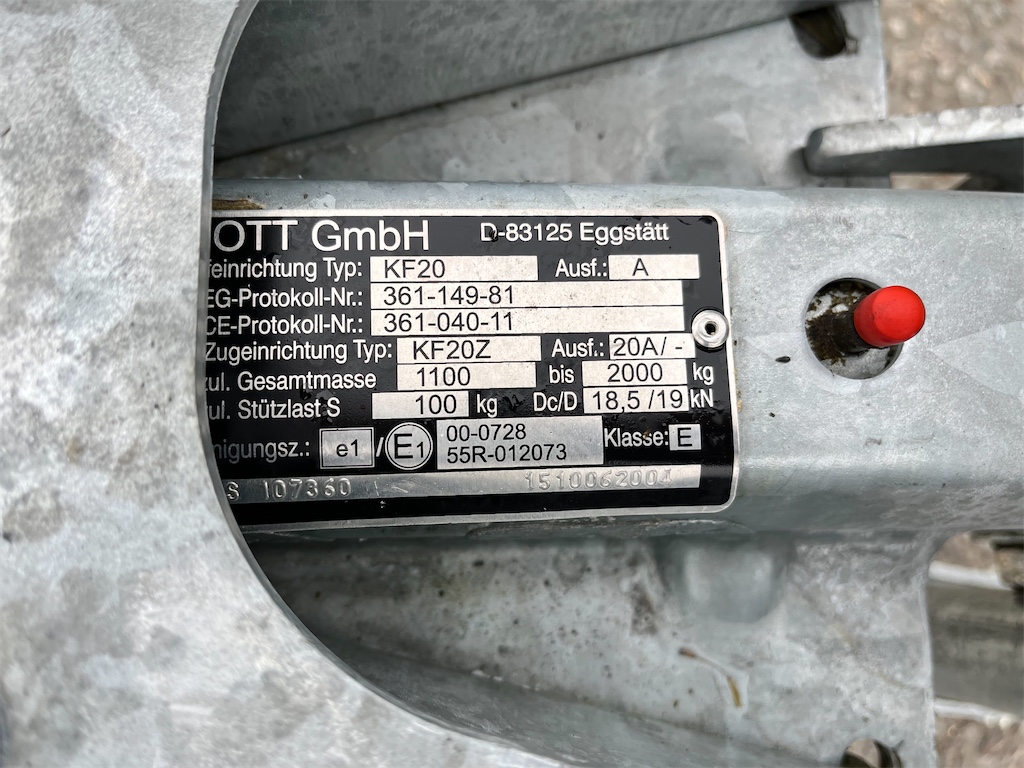 OTT GmbH D-83125 Eggstätt
feinrichtung Typ: KF20 Ausf.: A
EG-Protokoll-Nr.: 361-149-81
CE-Protokoll-Nr.: 361-040-11
Zugeinrichtung Typ: KF20Z Ausf.: 20A/-
zul. Gesamtmasse 1100 bis 2000 kg
ul. Stützlast S 100 kg Dc/D 18,5/19 kN
nigungsz.: e1 / E1 00-0728
55R-012073 Klasse: E
S 107360 A 1510062004